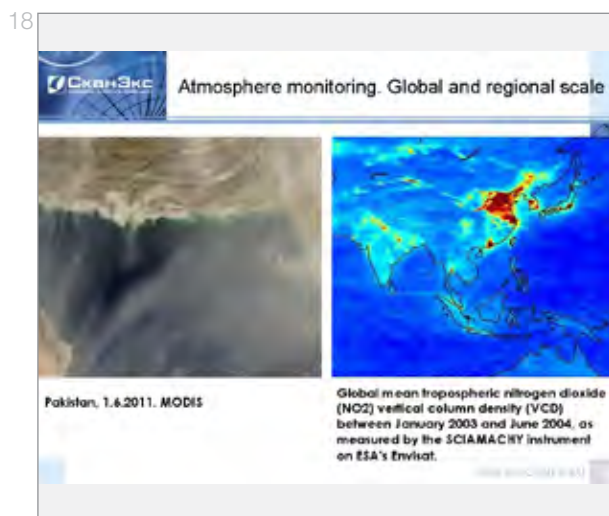 18
СканЭкс
Atmosphere monitoring. Global and regional scale
Pakistan, 1.6.2011. MODIS
Global mean tropospheric nitrogen dioxide
(NO2) vertical column density (VCD)
between January 2003 and June 2004, as
measured by the SCIAMACHY instrument
on ESA's Envisat.